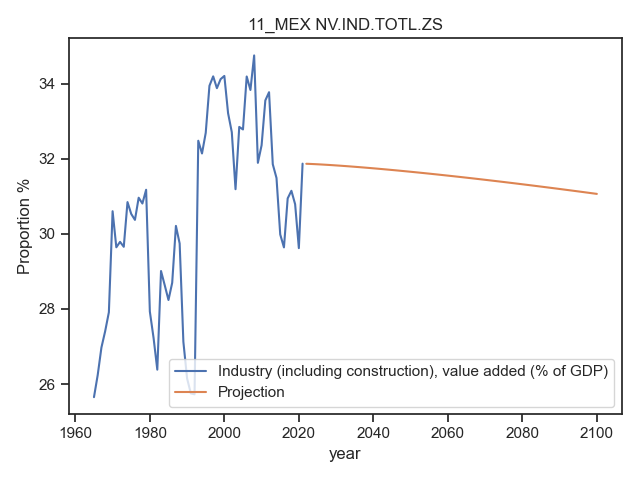 11_MEX NV.IND.TOTL.ZS
Proportion %
34
32
30
28
26
Industry (including construction), value added (% of GDP)
Projection
1960 1980 2000 2020 2040 2060 2080 2100
year